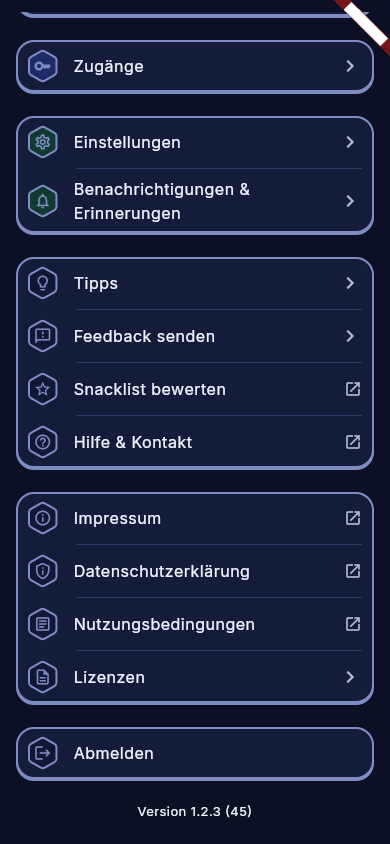 Zugänge
Einstellungen
Benachrichtigungen &
Erinnerungen
Tipps
Feedback senden
Snacklist bewerten
Hilfe & Kontakt
Impressum
Datenschutzerklärung
Nutzungsbedingungen
Lizenzen
Abmelden
Version 1.2.3 (45)